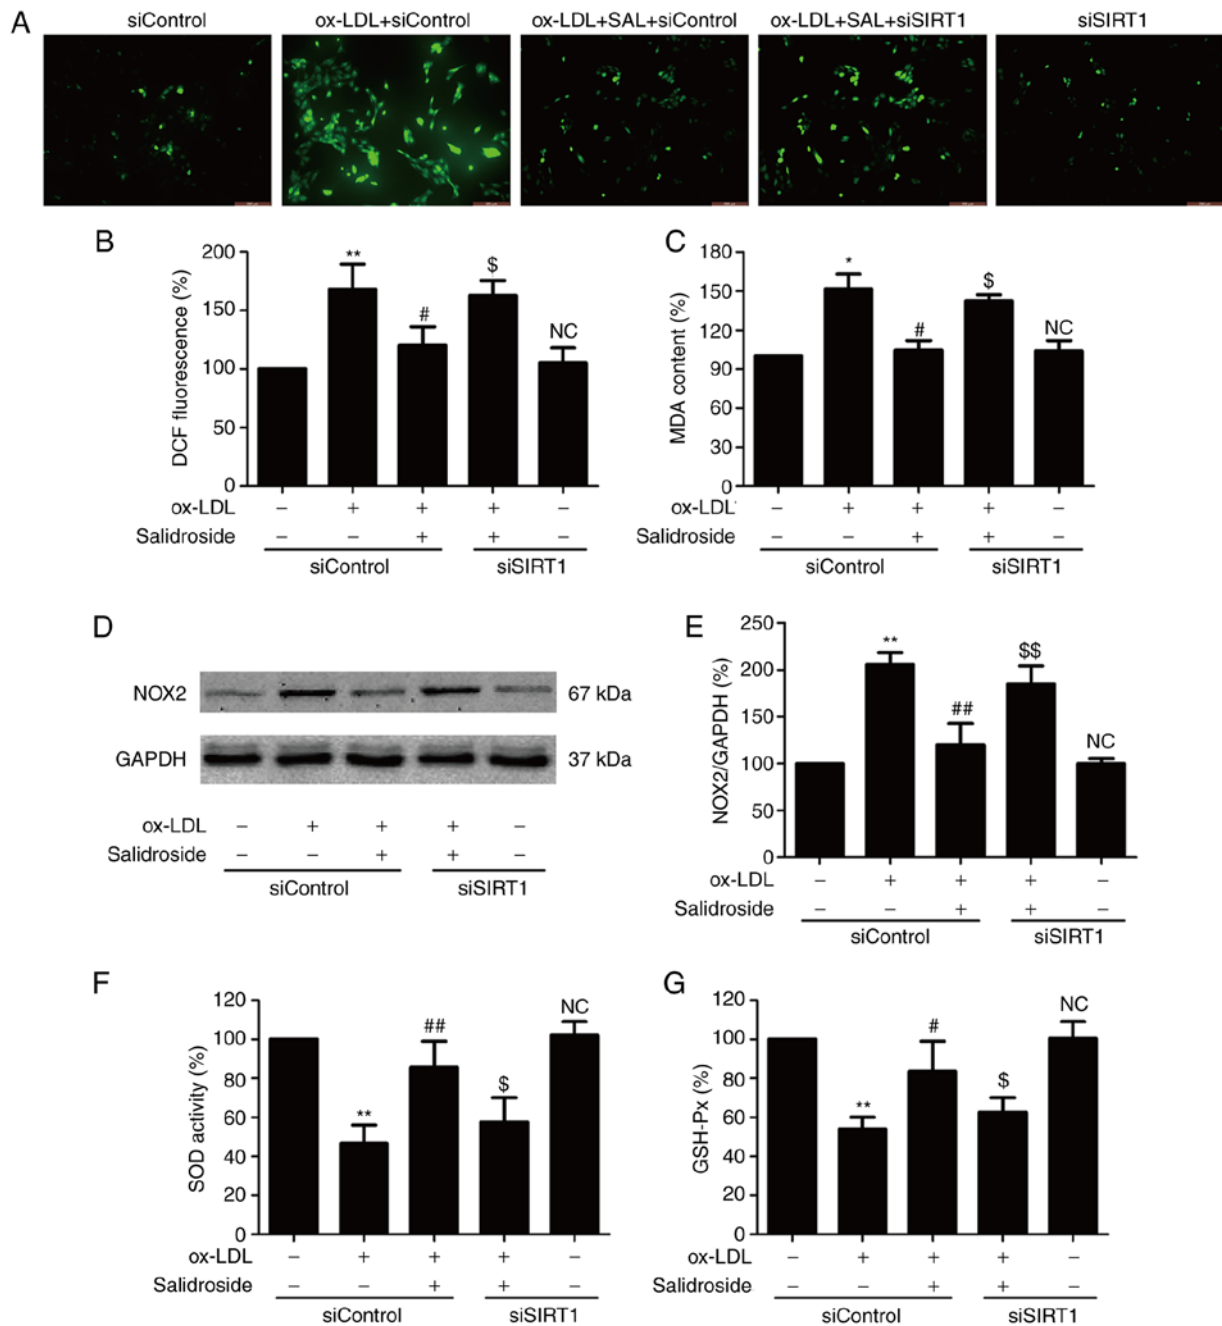 A
siControl
ox-LDL+siControl
ox-LDL+SAL+siControl
ox-LDL+SAL+siSIRT1
siSIRT1
B
DCF fluorescence (%)
200
150
100
50
0
**
#
$
NC
ox-LDL – + + + –
Salidroside – – + + –
siControl siSIRT1
C
MDA content (%)
180
150
120
90
60
30
0
*
#
$
NC
ox-LDL – + + + –
Salidroside – – + + –
siControl siSIRT1
D
NOX2 67 kDa
GAPDH 37 kDa
ox-LDL – + + + –
Salidroside – – + + –
siControl siSIRT1
E
NOX2/GAPDH (%)
250
200
150
100
50
0
**
##
$$
NC
ox-LDL – + + + –
Salidroside – – + + –
siControl siSIRT1
F
SOD activity (%)
120
100
80
60
40
20
0
**
##
$
NC
ox-LDL – + + + –
Salidroside – – + + –
siControl siSIRT1
G
GSH-Px (%)
120
100
80
60
40
20
0
**
#
$
NC
ox-LDL – + + + –
Salidroside – – + + –
siControl siSIRT1